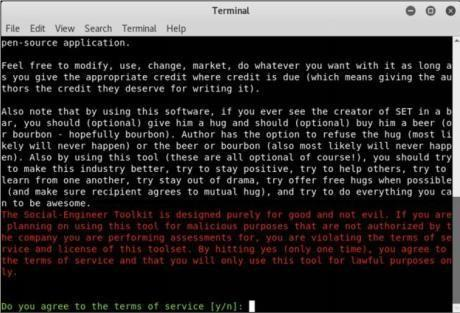 Terminal
File Edit View Search Terminal Help
pen-source application.
Feel free to modify, use, change, market, do whatever you want with it as long a
s you give the appropriate credit where credit is due (which means giving the au
thors the credit they deserve for writing it).
Also note that by using this software, if you ever see the creator of SET in a b
ar, you should (optional) give him a hug and should (optional) buy him a beer (o
r bourbon - hopefully bourbon). Author has the option to refuse the hug (most li
kely will never happen) or the beer or bourbon (also most likely will never happ
en). Also by using this tool (these are all optional of course!), you should try
to make this industry better, try to stay positive, try to help others, try to
learn from one another, try stay out of drama, try offer free hugs when possible
(and make sure recipient agrees to mutual hug), and try to do everything you ca
n to be awesome.
The Social-Engineer Toolkit is designed purely for good and not evil. If you are
planning on using this tool for malicious purposes that are not authorized by t
he company you are performing assessments for, you are violating the terms of se
rvice and license of this toolset. By hitting yes (only one time), you agree to
the terms of service and that you will only use this tool for lawful purposes on
ly.
Do you agree to the terms of service [y/n]: